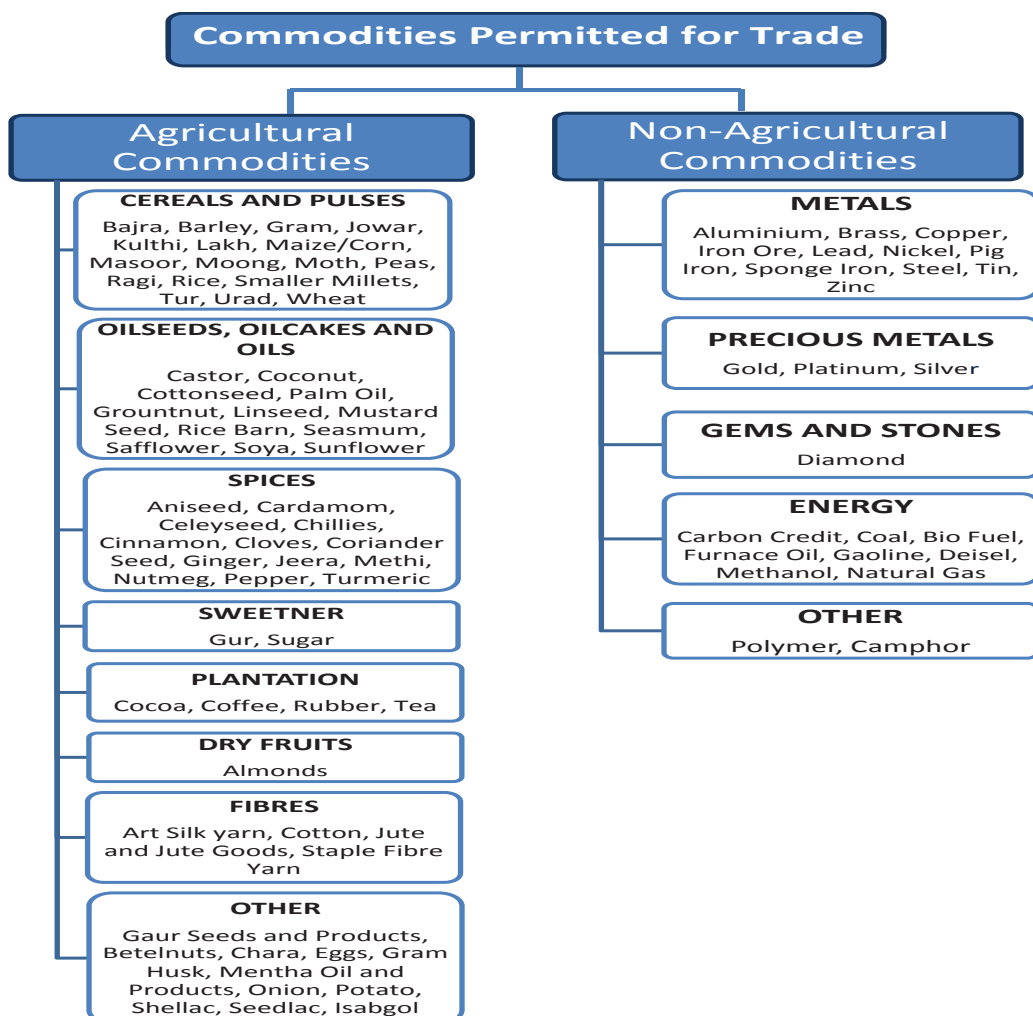 Commodities Permitted for Trade
Agricultural
Commodities
CEREALS AND PULSES
Bajra, Barley, Gram, Jowar,
Kulthi, Lakh, Maize/Corn,
Masoor, Moong, Moth, Peas,
Ragi, Rice, Smaller Millets,
Tur, Urad, Wheat
OILSEEDS, OILCAKES AND
OILS
Castor, Coconut,
Cottonseed, Palm Oil,
Grountnut, Linseed, Mustard
Seed, Rice Barn, Seasmum,
Safflower, Soya, Sunflower
SPICES
Aniseed, Cardamom,
Celeyseed, Chillies,
Cinnamon, Cloves, Coriander
Seed, Ginger, Jeera, Methi,
Nutmeg, Pepper, Turmeric
SWEETNER
Gur, Sugar
PLANTATION
Cocoa, Coffee, Rubber, Tea
DRY FRUITS
Almonds
FIBRES
Art Silk yarn, Cotton, Jute
and Jute Goods, Staple Fibre
Yarn
OTHER
Gaur Seeds and Products,
Betelnuts, Chara, Eggs, Gram
Husk, Mentha Oil and
Products, Onion, Potato,
Shellac, Seedlac, Isabgol
Non-Agricultural
Commodities
METALS
Aluminium, Brass, Copper,
Iron Ore, Lead, Nickel, Pig
Iron, Sponge Iron, Steel, Tin,
Zinc
PRECIOUS METALS
Gold, Platinum, Silver
GEMS AND STONES
Diamond
ENERGY
Carbon Credit, Coal, Bio Fuel,
Furnace Oil, Gaoline, Deisel,
Methanol, Natural Gas
OTHER
Polymer, Camphor